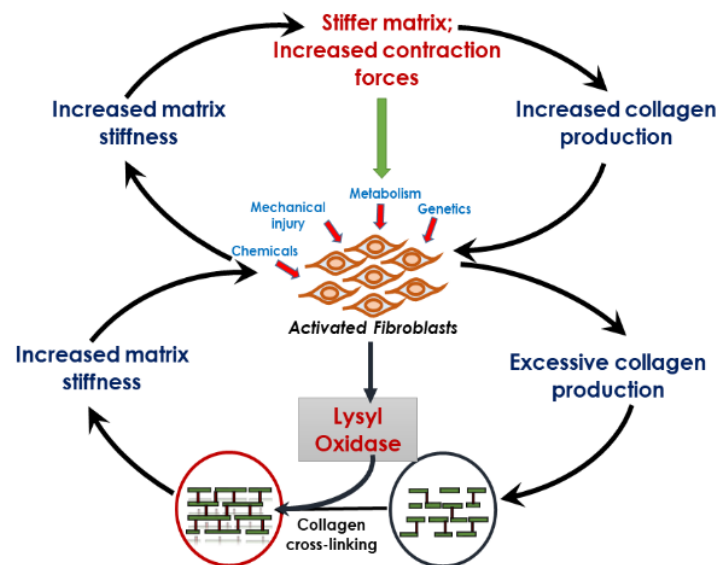 Stiffer matrix;
Increased contraction
forces
Increased matrix
stiffness
Increased collagen
production
Metabolism
Mechanical
injury
Genetics
Chemicals
Activated Fibroblasts
Increased matrix
stiffness
Excessive collagen
production
Lysyl
Oxidase
Collagen
cross-linking